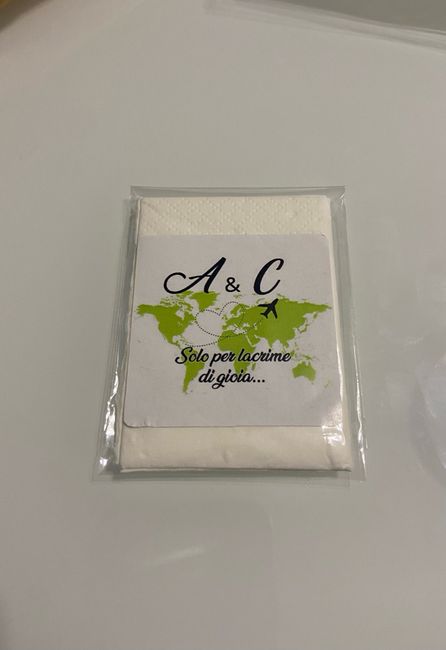 A & C
Solo per lacrime
di gioia...